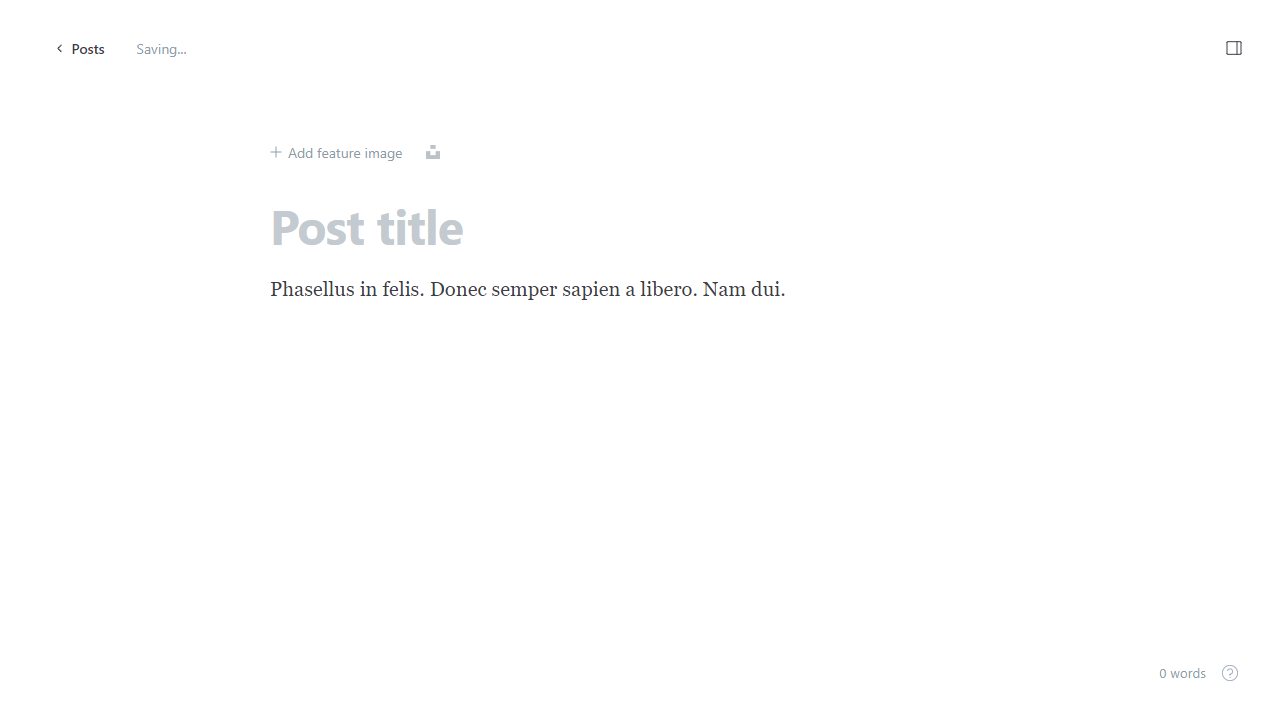 Posts
Saving...
Add feature image
Post title
Phasellus in felis. Donec semper sapien a libero. Nam dui.
0 words
?